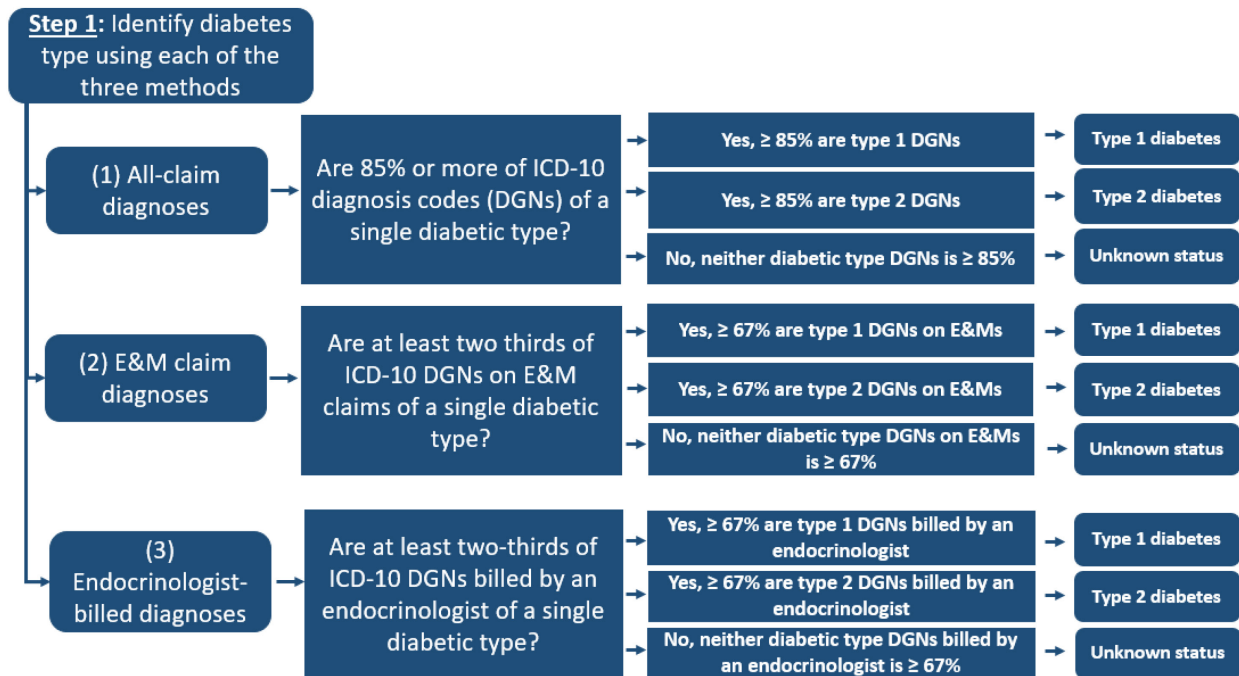 Step 1: Identify diabetes
type using each of the
three methods
(1) All-claim
diagnoses
Are 85% or more of ICD-10
diagnosis codes (DGNs) of a
single diabetic type?
Yes, ≥ 85% are type 1 DGNs
Type 1 diabetes
Yes, ≥ 85% are type 2 DGNs
Type 2 diabetes
No, neither diabetic type DGNs is ≥ 85%
Unknown status
(2) E&M claim
diagnoses
Are at least two thirds of
ICD-10 DGNs on E&M
claims of a single diabetic
type?
Yes, ≥ 67% are type 1 DGNs on E&Ms
Type 1 diabetes
Yes, ≥ 67% are type 2 DGNs on E&Ms
Type 2 diabetes
No, neither diabetic type DGNs on E&Ms
is ≥ 67%
Unknown status
(3)
Endocrinologist-
billed diagnoses
Are at least two-thirds of
ICD-10 DGNs billed by an
endocrinologist of a single
diabetic type?
Yes, ≥ 67% are type 1 DGNs billed by an
endocrinologist
Type 1 diabetes
Yes, ≥ 67% are type 2 DGNs billed by an
endocrinologist
Type 2 diabetes
No, neither diabetic type DGNs billed by
an endocrinologist is ≥ 67%
Unknown status